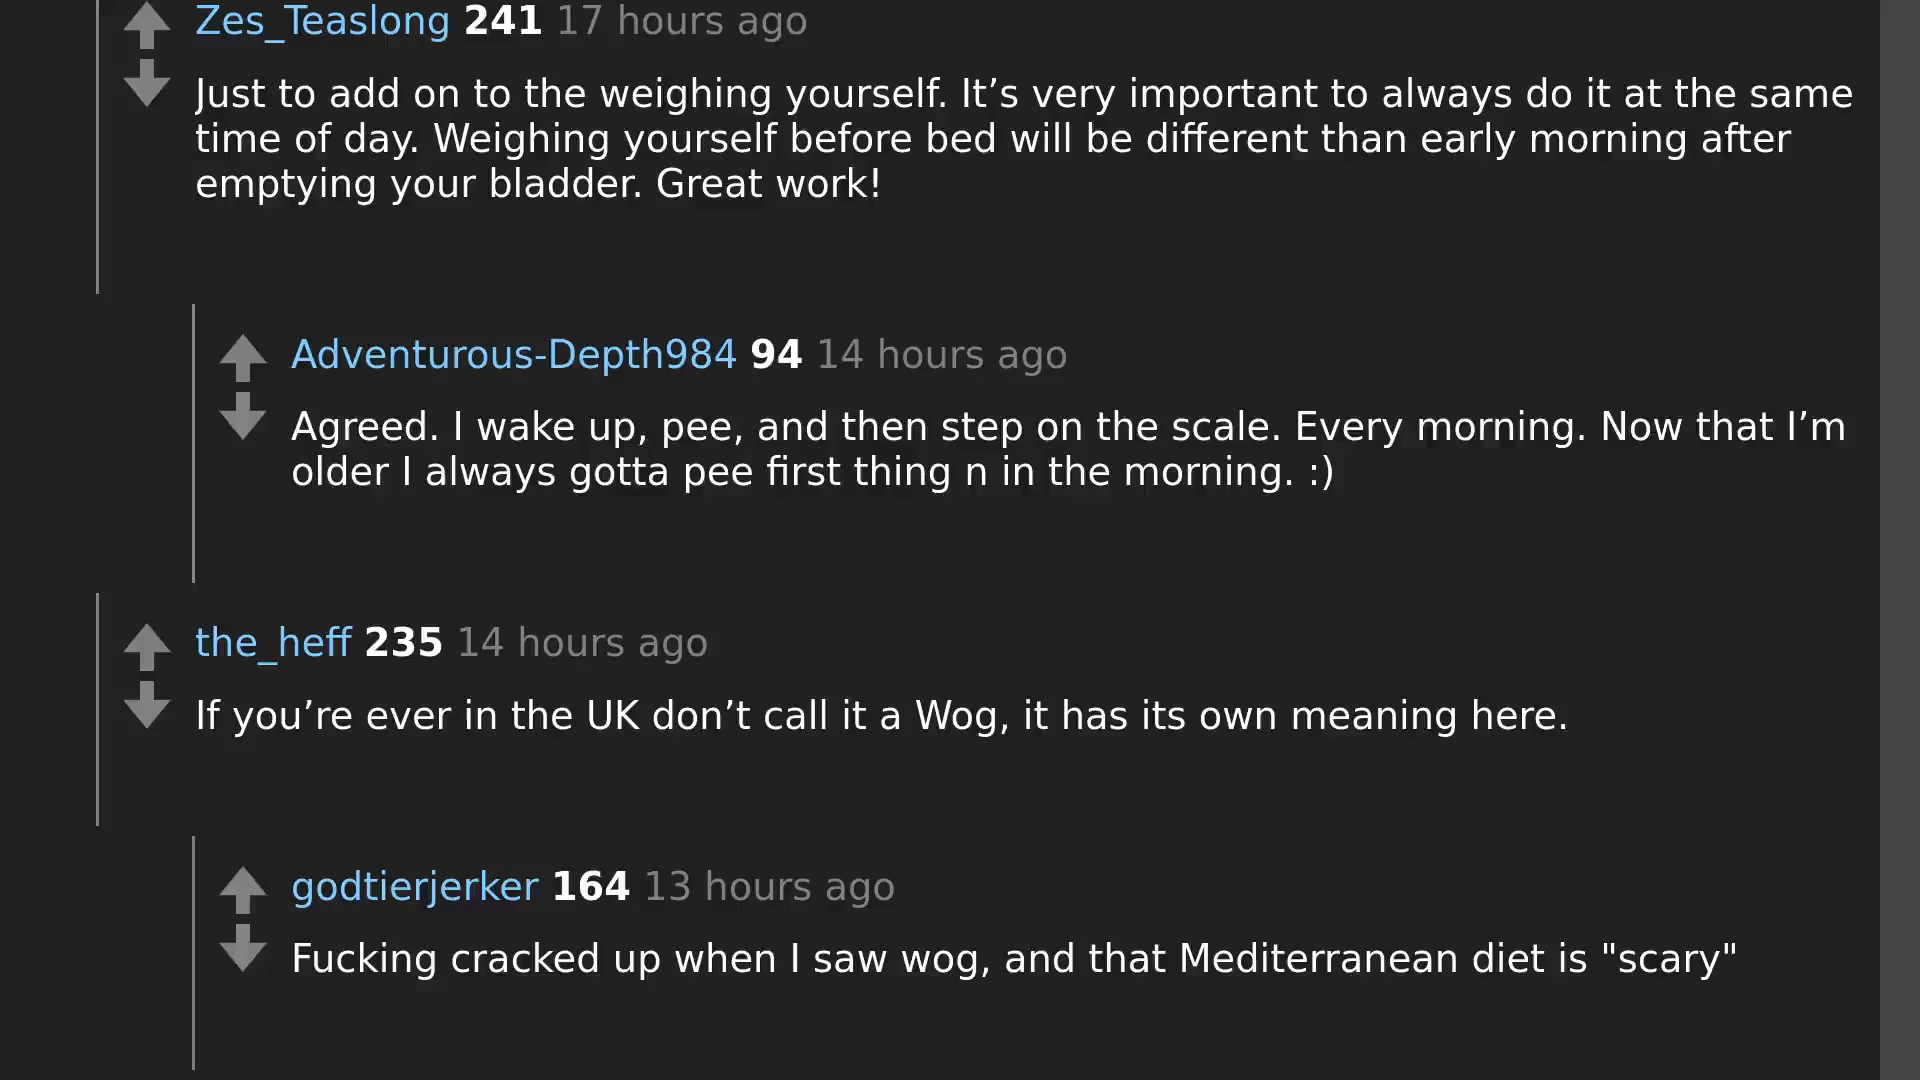 Zes_Teaslong 241 17 hours ago
Just to add on to the weighing yourself. It’s very important to always do it at the same
time of day. Weighing yourself before bed will be different than early morning after
emptying your bladder. Great work!
Adventurous-Depth984 94 14 hours ago
Agreed. I wake up, pee, and then step on the scale. Every morning. Now that I’m
older I always gotta pee first thing n in the morning. :)
the_heff 235 14 hours ago
If you’re ever in the UK don’t call it a Wog, it has its own meaning here.
godtierjerker 164 13 hours ago
Fucking cracked up when I saw wog, and that Mediterranean diet is "scary"